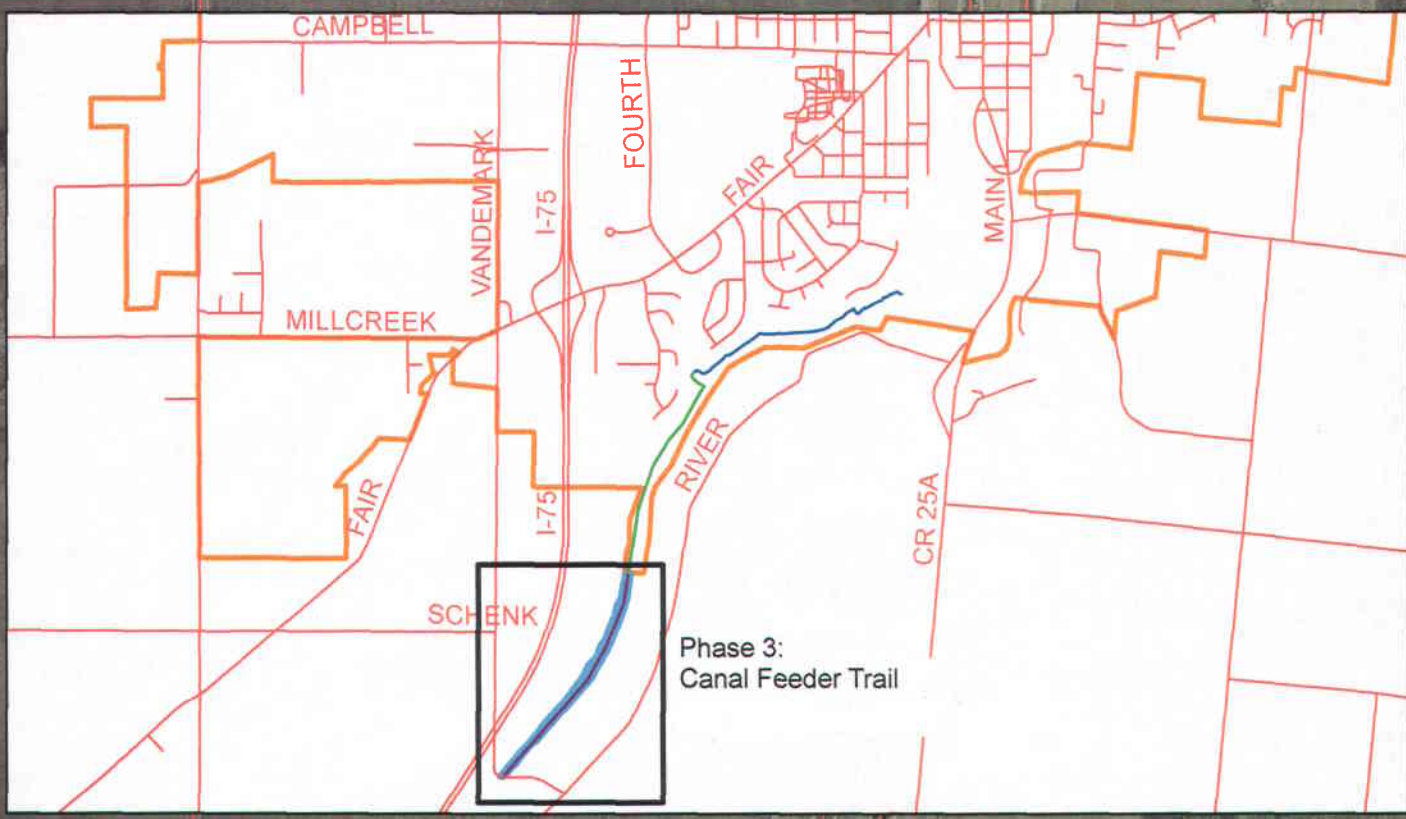 CAMPBELL
FOURTH
VANDEMARK
I-75
FAIR
MAIN
MILLCREEK
RIVER
FAIR
I-75
CR 25A
SCHENK
Phase 3:
Canal Feeder Trail